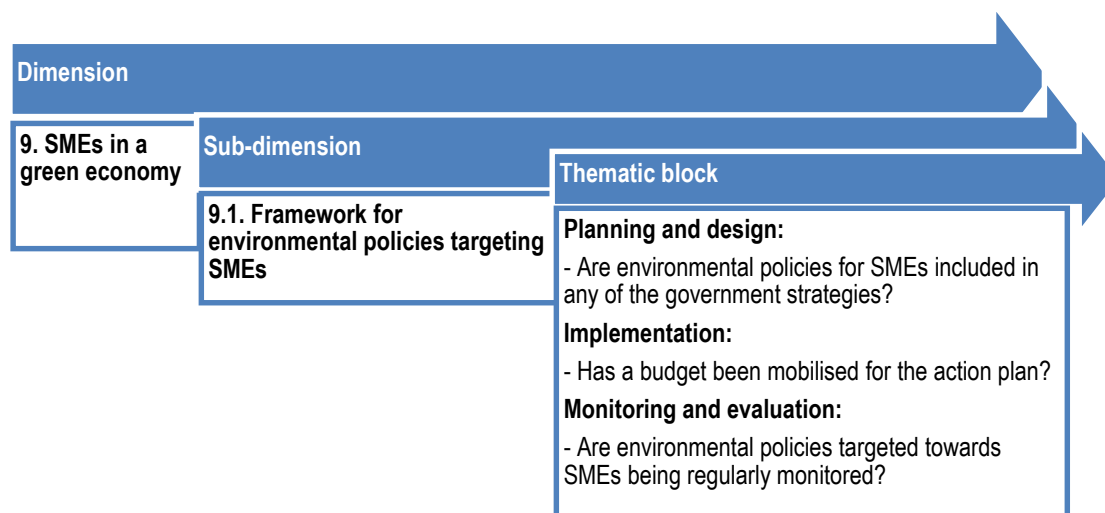 Dimension
9. SMEs in a
green economy
Sub-dimension
9.1. Framework for
environmental policies targeting
SMEs
Thematic block
Planning and design:
- Are environmental policies for SMEs included in
any of the government strategies?
Implementation:
- Has a budget been mobilised for the action plan?
Monitoring and evaluation:
- Are environmental policies targeted towards
SMEs being regularly monitored?